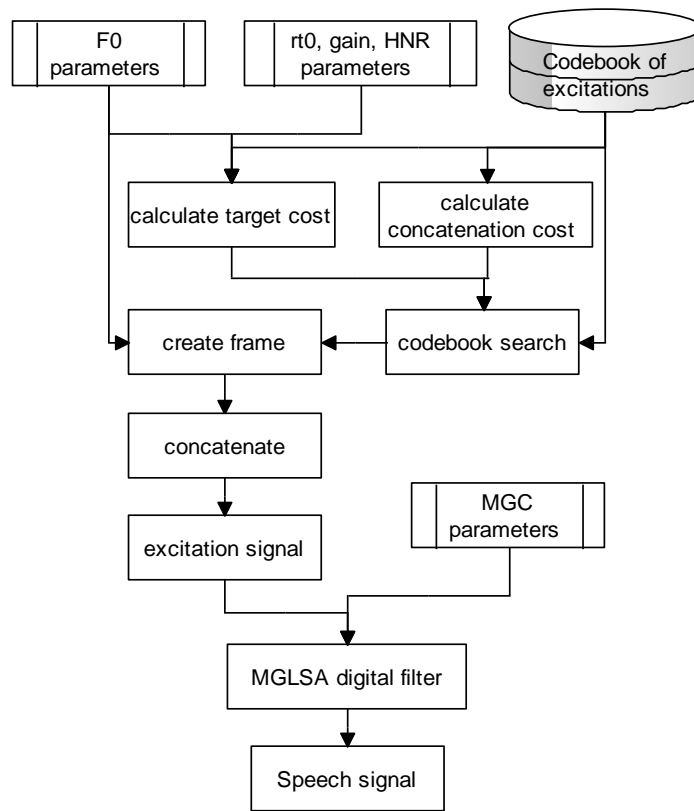 F0
parameters
rt0, gain, HNR
parameters
Codebook of
excitations
calculate target cost
calculate
concatenation cost
create frame
codebook search
concatenate
MGC
parameters
excitation signal
MGLSA digital filter
Speech signal